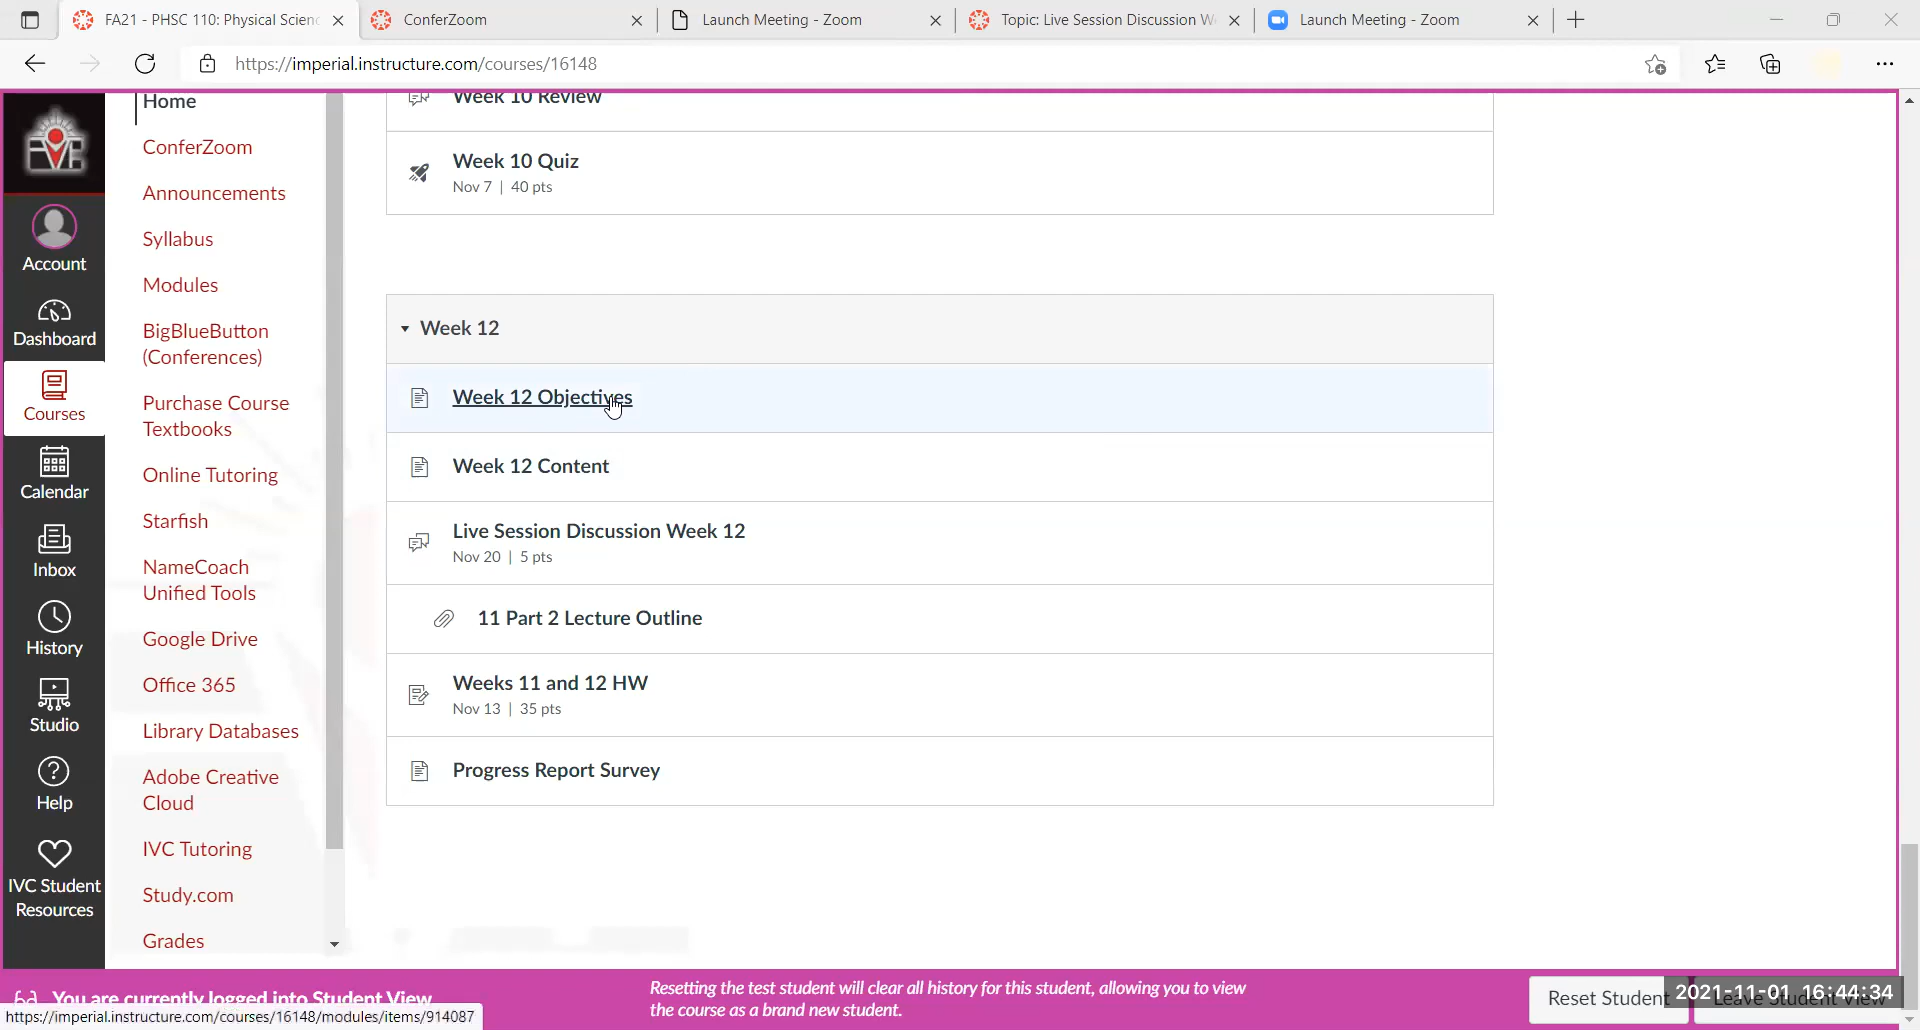 FA21 - PHSC 110: Physical Scienc
ConferZoom
Launch Meeting - Zoom
Topic: Live Session Discussion W
Launch Meeting - Zoom
https://imperial.instructure.com/courses/16148
Home
ConferZoom
Announcements
Syllabus
Modules
BigBlueButton
(Conferences)
Purchase Course
Textbooks
Online Tutoring
Starfish
NameCoach
Unified Tools
Google Drive
Office 365
Library Databases
Adobe Creative
Cloud
IVC Tutoring
Study.com
Grades
Account
Dashboard
Courses
Calendar
Inbox
History
Studio
Help
IVC Student
Resources
Week 10 Review
Week 10 Quiz
Nov 7 | 40 pts
Week 12
Week 12 Objectives
Week 12 Content
Live Session Discussion Week 12
Nov 20 | 5 pts
11 Part 2 Lecture Outline
Weeks 11 and 12 HW
Nov 13 | 35 pts
Progress Report Survey
You are currently logged into Student View
https://imperial.instructure.com/courses/16148/modules/items/914087
Resetting the test student will clear all history for this student, allowing you to view
the course as a brand new student.
Reset Student
Leave Student View
2021-11-01 16:44:34